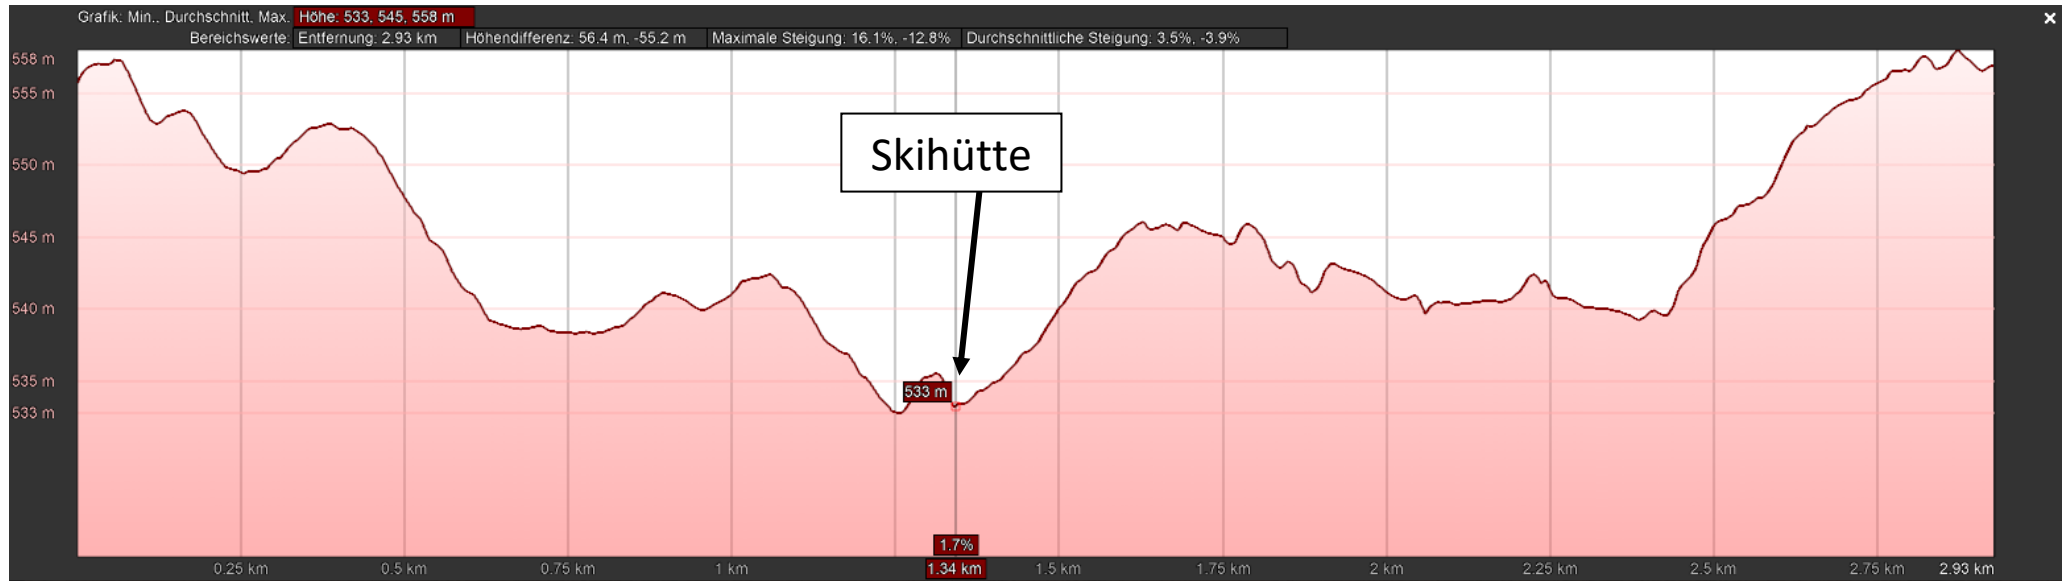 Grafik: Min., Durchschnitt, Max. Höhe: 533, 545, 558 m
Bereichswerte: Entfernung: 2.93 km Höhendifferenz: 56.4 m, -55.2 m Maximale Steigung: 16.1%, -12.8% Durchschnittliche Steigung: 3.5%, -3.9%
558 m
555 m
Skihütte
550 m
545 m
540 m
535 m
533 m
533 m
1.7%
0.25 km 0.5 km 0.75 km 1 km 1.34 km 1.5 km 1.75 km 2 km 2.25 km 2.5 km 2.75 km 2.93 km